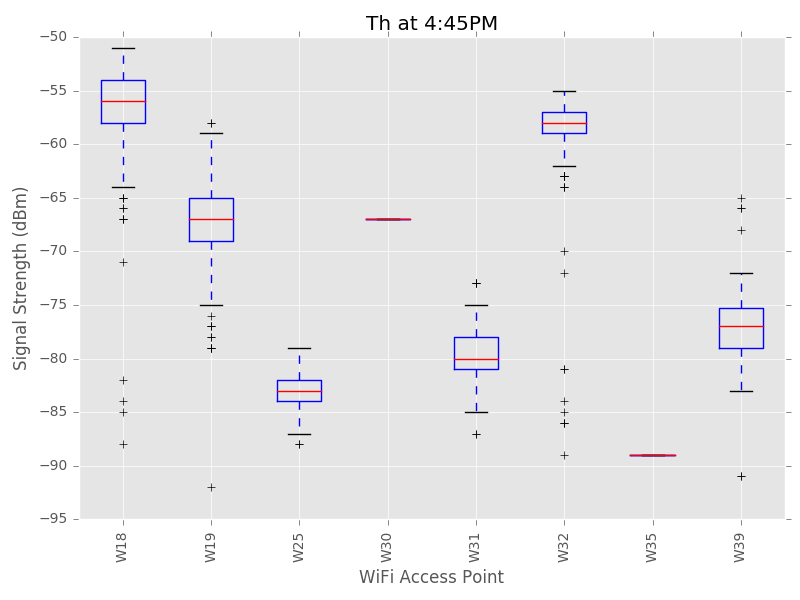 Th at 4:45PM
Signal Strength (dBm)
−50
−55
−60
−65
−70
−75
−80
−85
−90
−95
W18
W19
W25
W30
W31
W32
W35
W39
WiFi Access Point